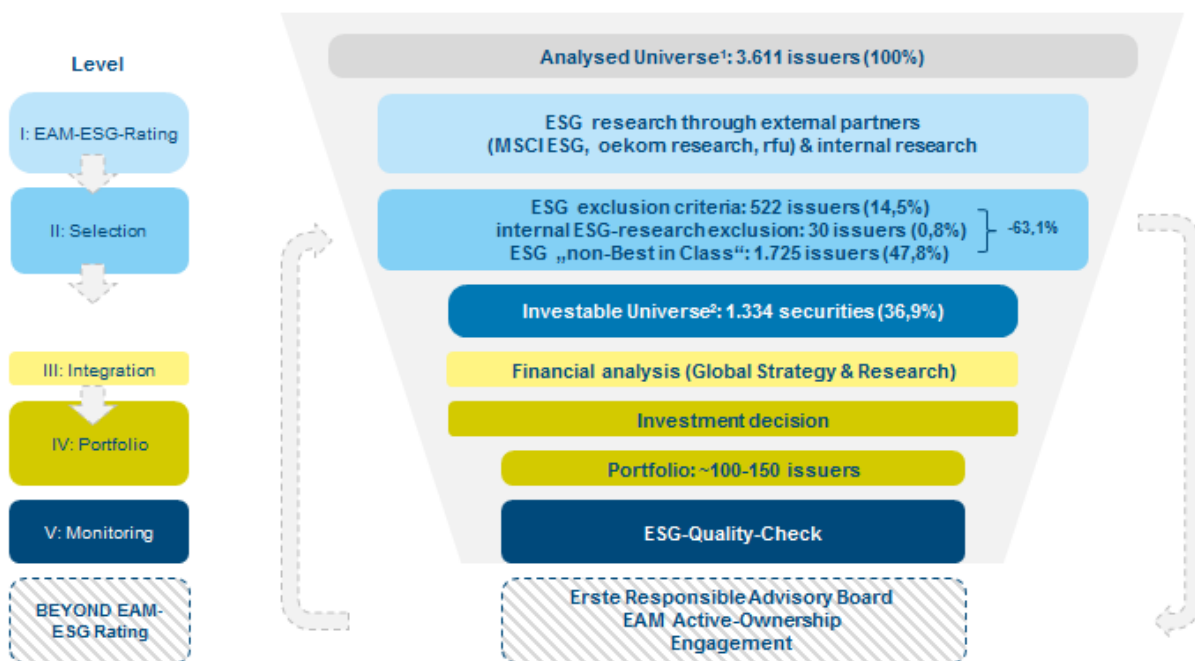 Level
Analysed Universe¹: 3.611 issuers (100%)
I: EAM-ESG-Rating
ESG research through external partners
(MSCI ESG, oekom research, rfu) & internal research
II: Selection
ESG exclusion criteria: 522 issuers (14,5%)
internal ESG-research exclusion: 30 issuers (0,8%)
ESG „non-Best in Class“: 1.725 issuers (47,8%)
-63,1%
Investable Universe²: 1.334 securities (36,9%)
III: Integration
Financial analysis (Global Strategy & Research)
IV: Portfolio
Investment decision
Portfolio: ~100-150 issuers
V: Monitoring
ESG-Quality-Check
BEYOND EAM-
ESG Rating
Erste Responsible Advisory Board
EAM Active-Ownership
Engagement